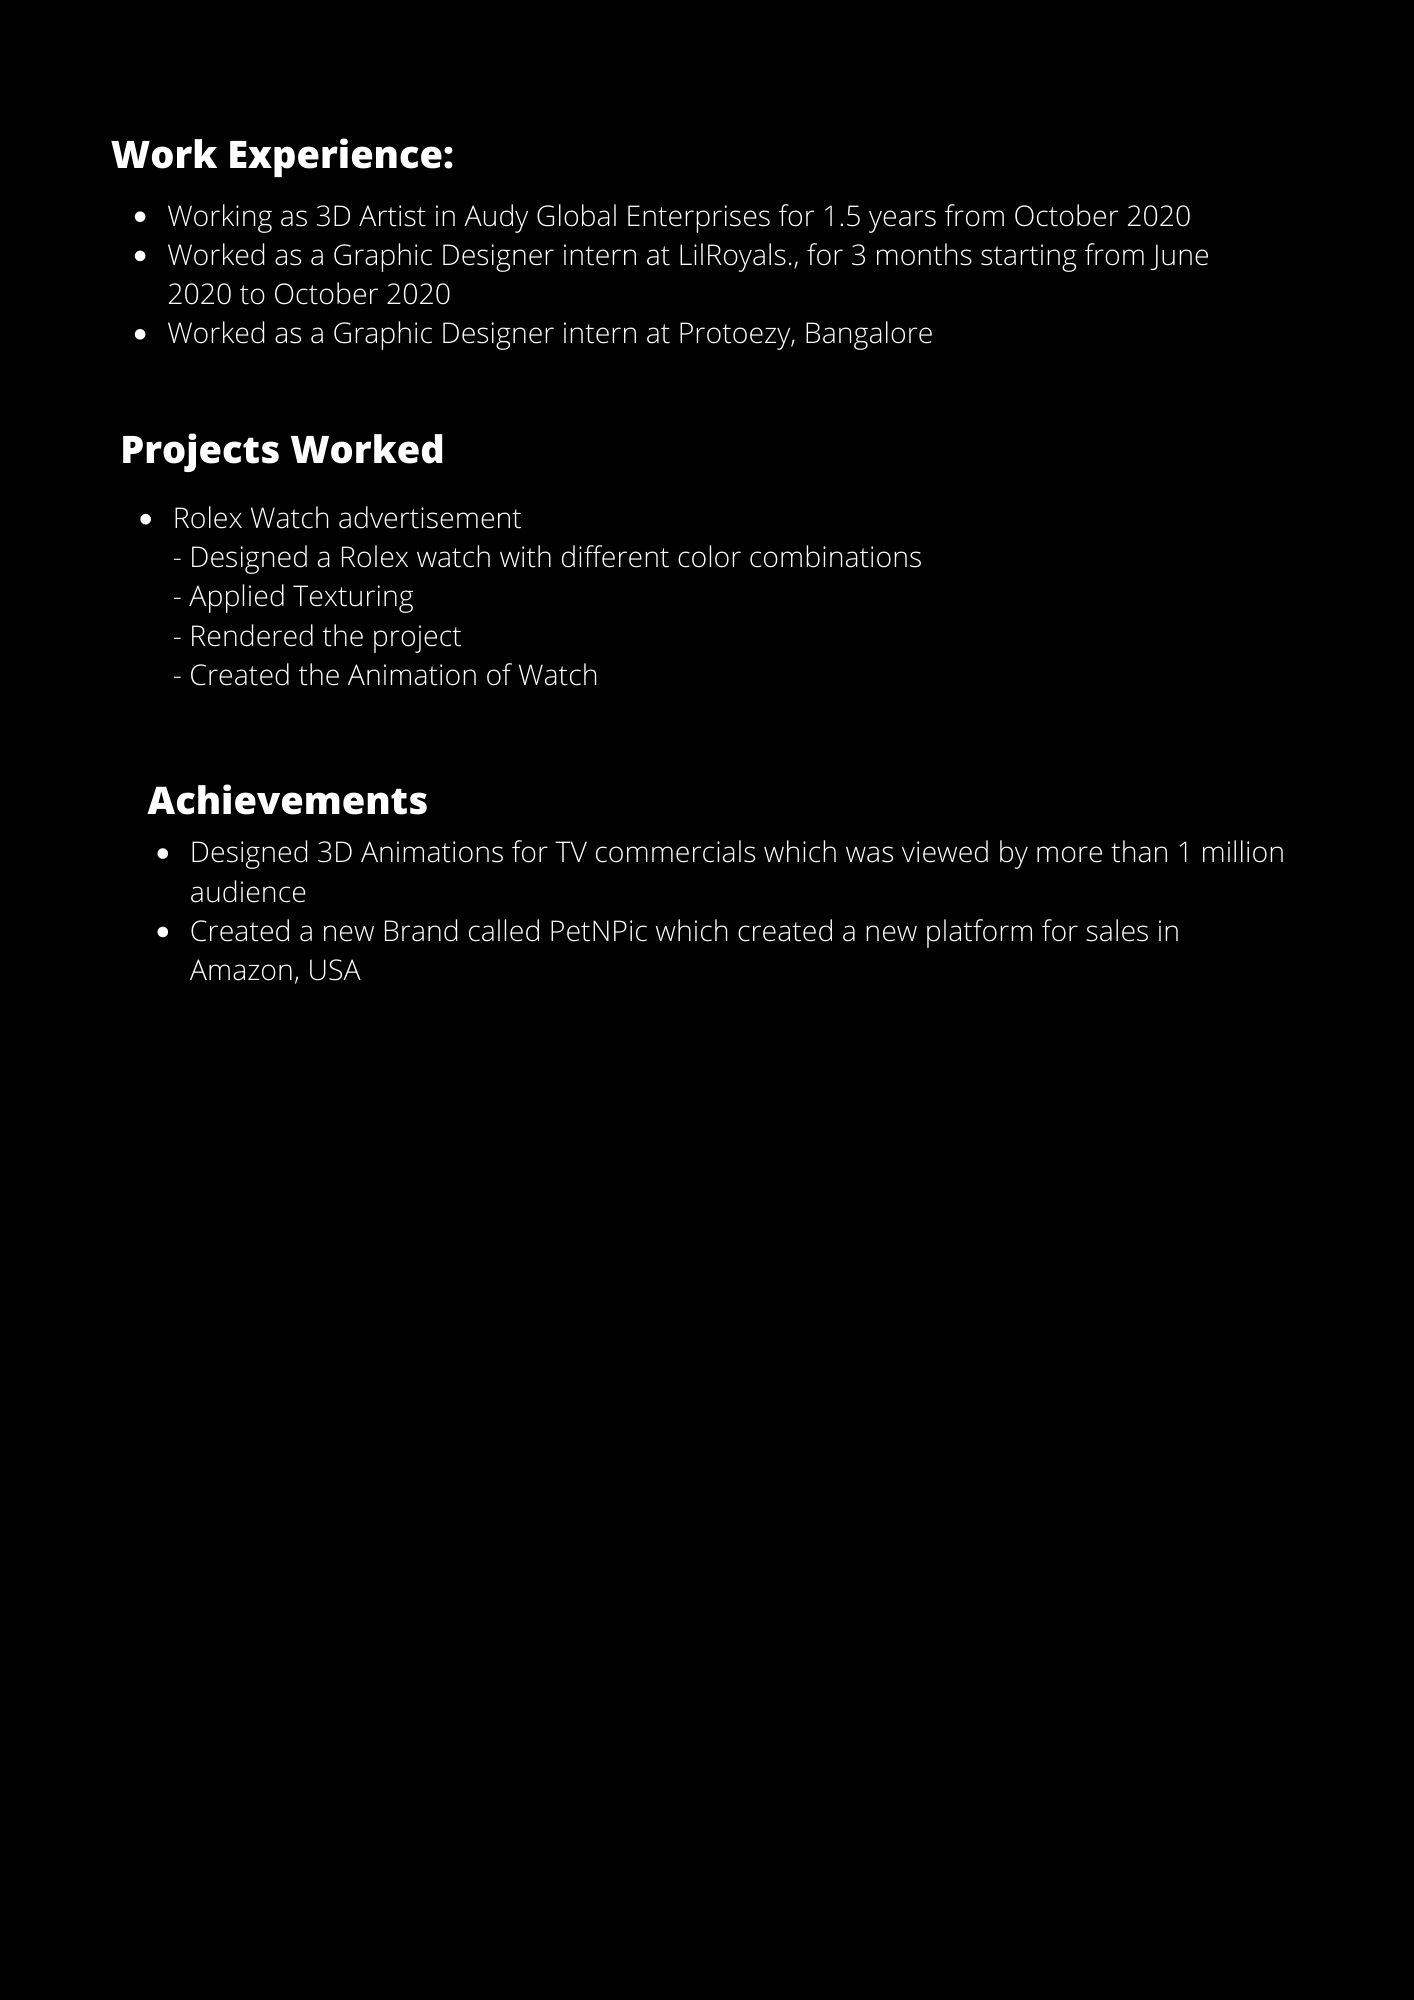 Work Experience:
• Working as 3D Artist in Audy Global Enterprises for 1.5 years from October 2020
• Worked as a Graphic Designer intern at LilRoyals., for 3 months starting from June
2020 to October 2020
• Worked as a Graphic Designer intern at Protoezy, Bangalore
Projects Worked
• Rolex Watch advertisement
- Designed a Rolex watch with different color combinations
- Applied Texturing
- Rendered the project
- Created the Animation of Watch
Achievements
• Designed 3D Animations for TV commercials which was viewed by more than 1 million
audience
• Created a new Brand called PetNPic which created a new platform for sales in
Amazon, USA